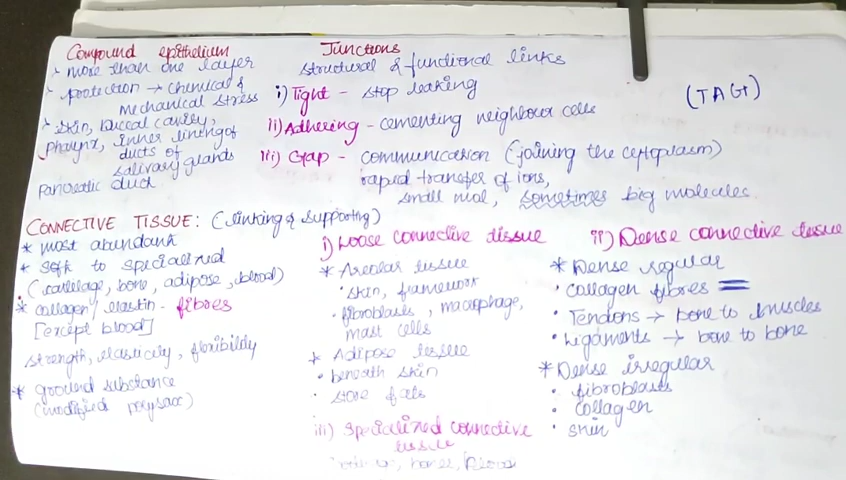 Compound epithelium
> more than one layer
> protection → chemical &
mechanical stress
> skin, buccal cavity,
pharynx, inner lining of
ducts of
salivary glands
pancreatic duct
Junctions
structural & functional links
i) Tight - stop leaking
(TAG)
ii) Adhering - cementing neighbour cells
iii) Gap - communication (joining the cytoplasm)
rapid transfer of ions,
small mol, sometimes big molecules.
CONNECTIVE TISSUE: (linking & supporting)
* most abundant
* soft to specialized
(cartilage, bone, adipose, blood)
* collagen / elastin - fibres
[except blood]
strength, elasticity, flexibility
* ground substance
(modified polysacc)
i) Loose connective tissue
* Areolar tissue
· skin, framework
· fibroblasts, macrophage,
mast cells
* Adipose tissue
· beneath skin
· store fats
iii) Specialized connective
tissue
bones, blood
ii) Dense connective tissue
* Dense regular
· collagen fibres =
· Tendons → bone to muscles
· Ligaments → bone to bone
* Dense irregular
· fibroblasts
· collagen
· skin